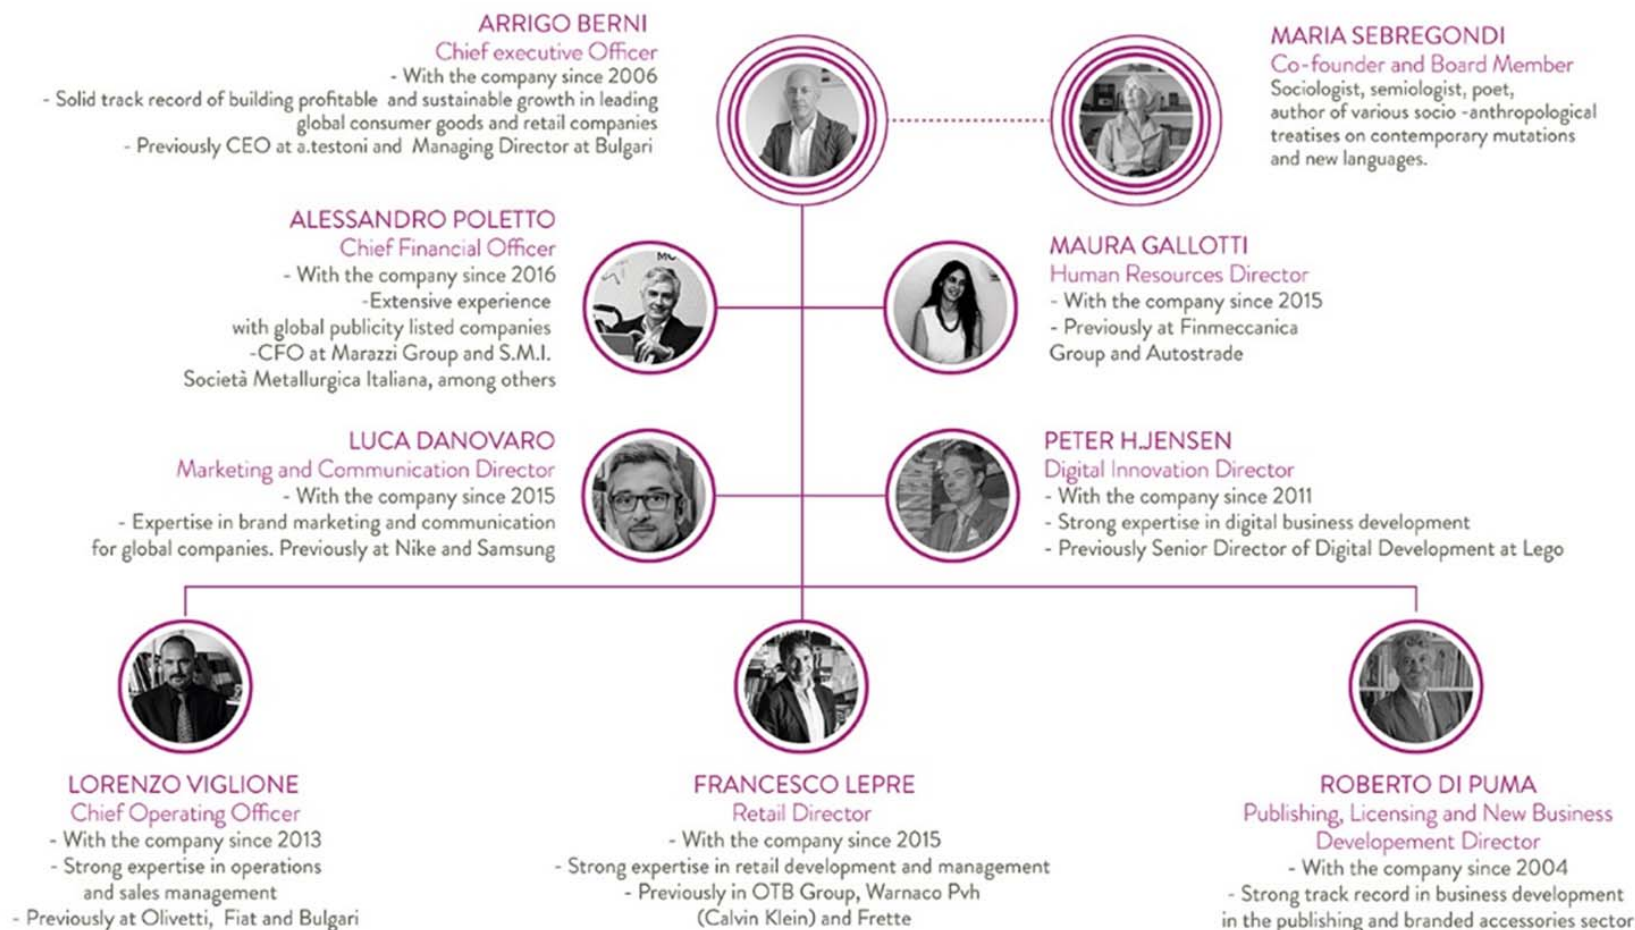 ARRIGO BERNI
Chief executive Officer
- With the company since 2006
- Solid track record of building profitable and sustainable growth in leading
global consumer goods and retail companies
- Previously CEO at a.testoni and Managing Director at Bulgari
MARIA SEBREGONDI
Co-founder and Board Member
Sociologist, semiologist, poet,
author of various socio -anthropological
treatises on contemporary mutations
and new languages.
ALESSANDRO POLETTO
Chief Financial Officer
- With the company since 2016
-Extensive experience
with global publicity listed companies
-CFO at Marazzi Group and S.M.I.
Società Metallurgica Italiana, among others
MAURA GALLOTTI
Human Resources Director
- With the company since 2015
- Previously at Finmeccanica
Group and Autostrade
LUCA DANOVARO
Marketing and Communication Director
- With the company since 2015
- Expertise in brand marketing and communication
for global companies. Previously at Nike and Samsung
PETER H.JENSEN
Digital Innovation Director
- With the company since 2011
- Strong expertise in digital business development
- Previously Senior Director of Digital Development at Lego
LORENZO VIGLIONE
Chief Operating Officer
- With the company since 2013
- Strong expertise in operations
and sales management
- Previously at Olivetti, Fiat and Bulgari
FRANCESCO LEPRE
Retail Director
- With the company since 2015
- Strong expertise in retail development and management
- Previously in OTB Group, Warnaco Pvh
(Calvin Klein) and Frette
ROBERTO DI PUMA
Publishing, Licensing and New Business
Developement Director
- With the company since 2004
- Strong track record in business development
in the publishing and branded accessories sector